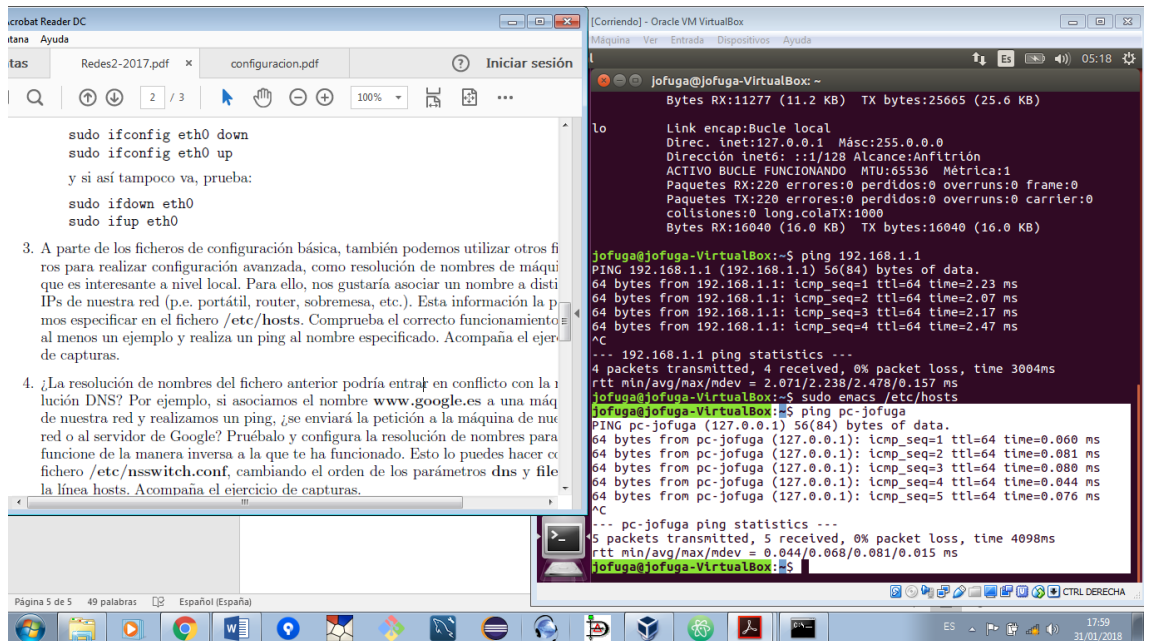 Acrobat Reader DC
tana Ayuda
tas Redes2-2017.pdf × configuracion.pdf ? Iniciar sesión
2 / 3 100%
sudo ifconfig eth0 down
sudo ifconfig eth0 up
y si así tampoco va, prueba:
sudo ifdown eth0
sudo ifup eth0
3. A parte de los ficheros de configuración básica, también podemos utilizar otros fi
ros para realizar configuración avanzada, como resolución de nombres de máqui
que es interesante a nivel local. Para ello, nos gustaría asociar un nombre a disti
IPs de nuestra red (p.e. portátil, router, sobremesa, etc.). Esta información la p
mos especificar en el fichero /etc/hosts. Comprueba el correcto funcionamiento
al menos un ejemplo y realiza un ping al nombre especificado. Acompaña el ejer
de capturas.
4. ¿La resolución de nombres del fichero anterior podría entrar en conflicto con la r
lución DNS? Por ejemplo, si asociamos el nombre www.google.es a una máq
de nuestra red y realizamos un ping, ¿se enviará la petición a la máquina de nue
red o al servidor de Google? Pruébalo y configura la resolución de nombres para
funcione de la manera inversa a la que te ha funcionado. Esto lo puedes hacer co
fichero /etc/nsswitch.conf, cambiando el orden de los parámetros dns y file
la línea hosts. Acompaña el ejercicio de capturas.
Página 5 de 5 49 palabras Español (España)
[Corriendo] - Oracle VM VirtualBox
Máquina Ver Entrada Dispositivos Ayuda
Es 05:18
jofuga@jofuga-VirtualBox: ~
Bytes RX:11277 (11.2 KB) TX bytes:25665 (25.6 KB)
lo Link encap:Bucle local
Direc. inet:127.0.0.1 Másc:255.0.0.0
Dirección inet6: ::1/128 Alcance:Anfitrión
ACTIVO BUCLE FUNCIONANDO MTU:65536 Métrica:1
Paquetes RX:220 errores:0 perdidos:0 overruns:0 frame:0
Paquetes TX:220 errores:0 perdidos:0 overruns:0 carrier:0
colisiones:0 long.colaTX:1000
Bytes RX:16040 (16.0 KB) TX bytes:16040 (16.0 KB)
jofuga@jofuga-VirtualBox:~$ ping 192.168.1.1
PING 192.168.1.1 (192.168.1.1) 56(84) bytes of data.
64 bytes from 192.168.1.1: icmp_seq=1 ttl=64 time=2.23 ms
64 bytes from 192.168.1.1: icmp_seq=2 ttl=64 time=2.07 ms
64 bytes from 192.168.1.1: icmp_seq=3 ttl=64 time=2.17 ms
64 bytes from 192.168.1.1: icmp_seq=4 ttl=64 time=2.47 ms
^C
--- 192.168.1.1 ping statistics ---
4 packets transmitted, 4 received, 0% packet loss, time 3004ms
rtt min/avg/max/mdev = 2.071/2.238/2.478/0.157 ms
jofuga@jofuga-VirtualBox:~$ sudo emacs /etc/hosts
jofuga@jofuga-VirtualBox:~$ ping pc-jofuga
PING pc-jofuga (127.0.0.1) 56(84) bytes of data.
64 bytes from pc-jofuga (127.0.0.1): icmp_seq=1 ttl=64 time=0.060 ms
64 bytes from pc-jofuga (127.0.0.1): icmp_seq=2 ttl=64 time=0.081 ms
64 bytes from pc-jofuga (127.0.0.1): icmp_seq=3 ttl=64 time=0.080 ms
64 bytes from pc-jofuga (127.0.0.1): icmp_seq=4 ttl=64 time=0.044 ms
64 bytes from pc-jofuga (127.0.0.1): icmp_seq=5 ttl=64 time=0.076 ms
^C
--- pc-jofuga ping statistics ---
5 packets transmitted, 5 received, 0% packet loss, time 4098ms
rtt min/avg/max/mdev = 0.044/0.068/0.081/0.015 ms
jofuga@jofuga-VirtualBox:~$
CTRL DERECHA
ES 17:59
31/01/2018